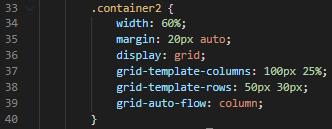 33 .container2 {
34 width: 60%;
35 margin: 20px auto;
36 display: grid;
37 grid-template-columns: 100px 25%;
38 grid-template-rows: 50px 30px;
39 grid-auto-flow: column;
40 }